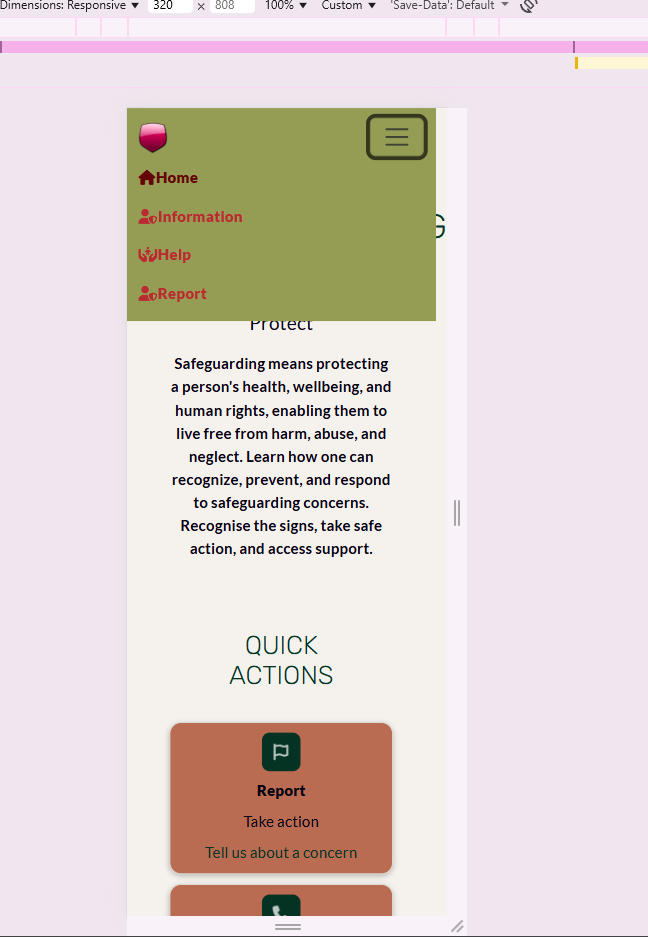 Dimensions: Responsive ▼ 320 × 808 100% ▼ Custom ▼ 'Save-Data': Default ▼
Home
Information
G
Help
Report
Protect
Safeguarding means protecting
a person's health, wellbeing, and
human rights, enabling them to
live free from harm, abuse, and
neglect. Learn how one can
recognize, prevent, and respond
to safeguarding concerns.
Recognise the signs, take safe
action, and access support.
QUICK
ACTIONS
Report
Take action
Tell us about a concern